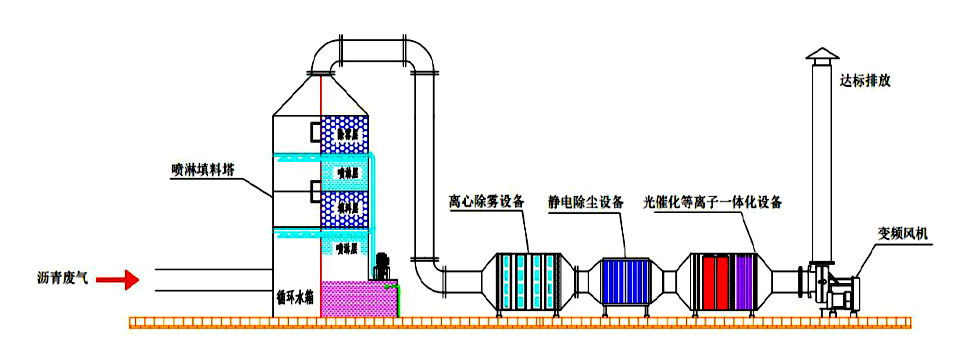 达标排放
除雾层
喷淋填料塔
喷淋层
填料层
离心除雾设备
静电除尘设备
光催化等离子一体化设备
变频风机
喷淋层
沥青废气
循环水箱